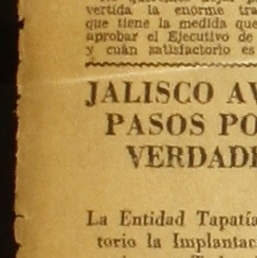 vertida la enorme tra
que tiene la medida que
aprobar el Ejecutivo de
y cuán satisfactorio es
JALISCO AV
PASOS PO
VERDADE
La Entidad Tapatía
torio la Implantac